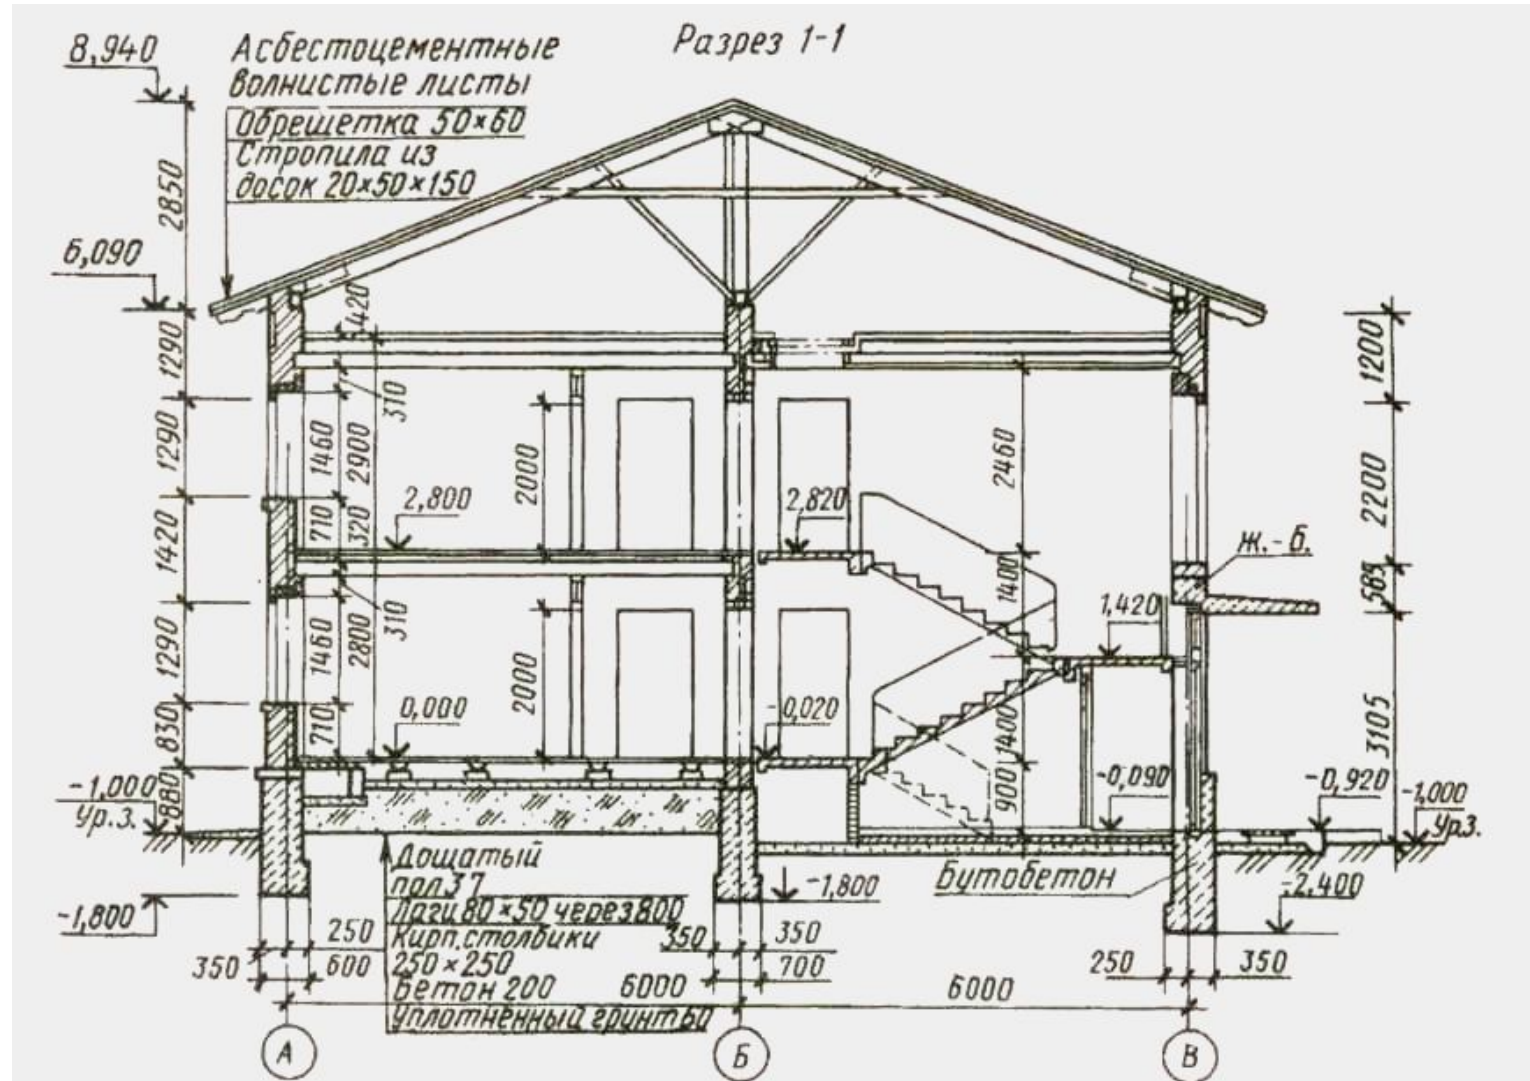 Разрез 1-1
8,940
Асбестоцементные
волнистые листы
Обрешетка 50×60
Стропила из
досок 20×50×150
2850
6,090
420
1290
1200
310
1290
1460
2900
2000
2460
2200
2,800
2,820
710
320
1420
Ж.-б.
1400
585
1,420
310
1290
1460
2800
2000
3105
0,000
-0,020
830
710
1400
-1,000
Ур.з.
880
900
-0,090
-0,920
-1,000
Ур.з.
Дощатый
пол 37
Лаги 80×50 через 800
Кирп. столбики
250×250
Бетон 200
Уплотненный грунт 60
-1,800
Бутобетон
-2,400
-1,800
250
350
350
350
600
700
250
350
6000
6000
А
Б
В